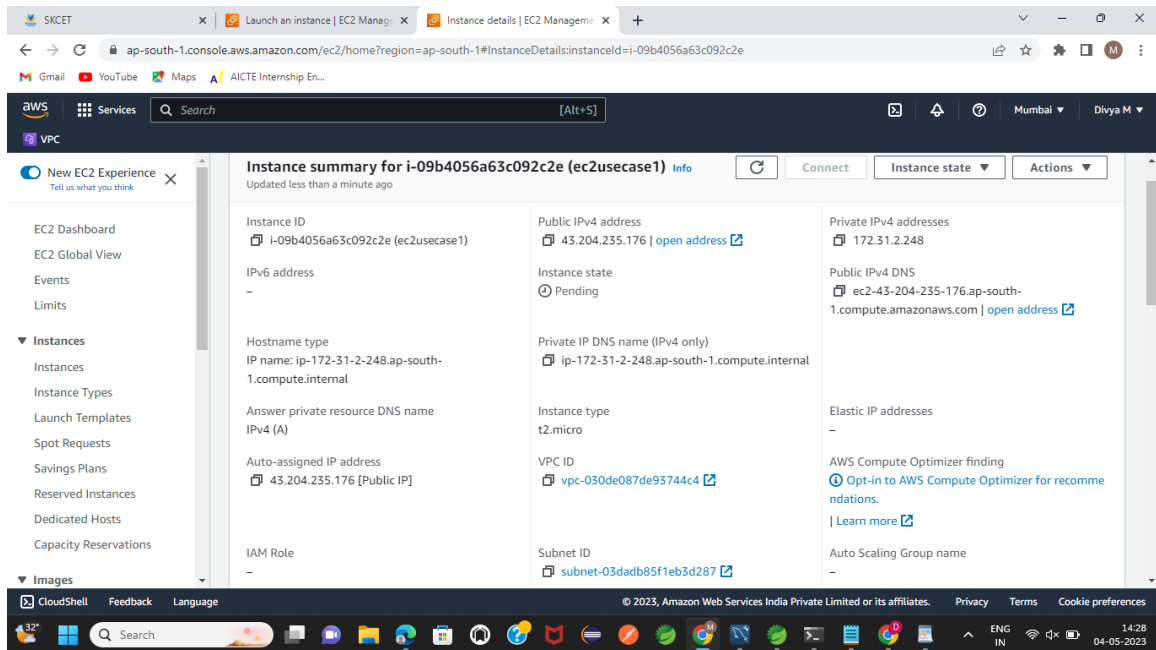 SKCET
Launch an instance | EC2 Manage
Instance details | EC2 Manageme
ap-south-1.console.aws.amazon.com/ec2/home?region=ap-south-1#InstanceDetails:instanceId=i-09b4056a63c092c2e
M
Gmail YouTube Maps AICTE Internship En...
aws Services Search [Alt+S] Mumbai Divya M
VPC
New EC2 Experience
Tell us what you think
EC2 Dashboard
EC2 Global View
Events
Limits
Instances
Instances
Instance Types
Launch Templates
Spot Requests
Savings Plans
Reserved Instances
Dedicated Hosts
Capacity Reservations
Images
Instance summary for i-09b4056a63c092c2e (ec2usecase1) Info
Updated less than a minute ago
Connect Instance state Actions
Instance ID
i-09b4056a63c092c2e (ec2usecase1)
Public IPv4 address
43.204.235.176 | open address
Private IPv4 addresses
172.31.2.248
IPv6 address
–
Instance state
Pending
Public IPv4 DNS
ec2-43-204-235-176.ap-south-
1.compute.amazonaws.com | open address
Hostname type
IP name: ip-172-31-2-248.ap-south-
1.compute.internal
Private IP DNS name (IPv4 only)
ip-172-31-2-248.ap-south-1.compute.internal
Answer private resource DNS name
IPv4 (A)
Instance type
t2.micro
Elastic IP addresses
–
Auto-assigned IP address
43.204.235.176 [Public IP]
VPC ID
vpc-030de087de93744c4
AWS Compute Optimizer finding
Opt-in to AWS Compute Optimizer for recomme
ndations.
| Learn more
IAM Role
–
Subnet ID
subnet-03dadb85f1eb3d287
Auto Scaling Group name
–
CloudShell Feedback Language © 2023, Amazon Web Services India Private Limited or its affiliates. Privacy Terms Cookie preferences
32°
Search
ENG
IN
14:28
04-05-2023